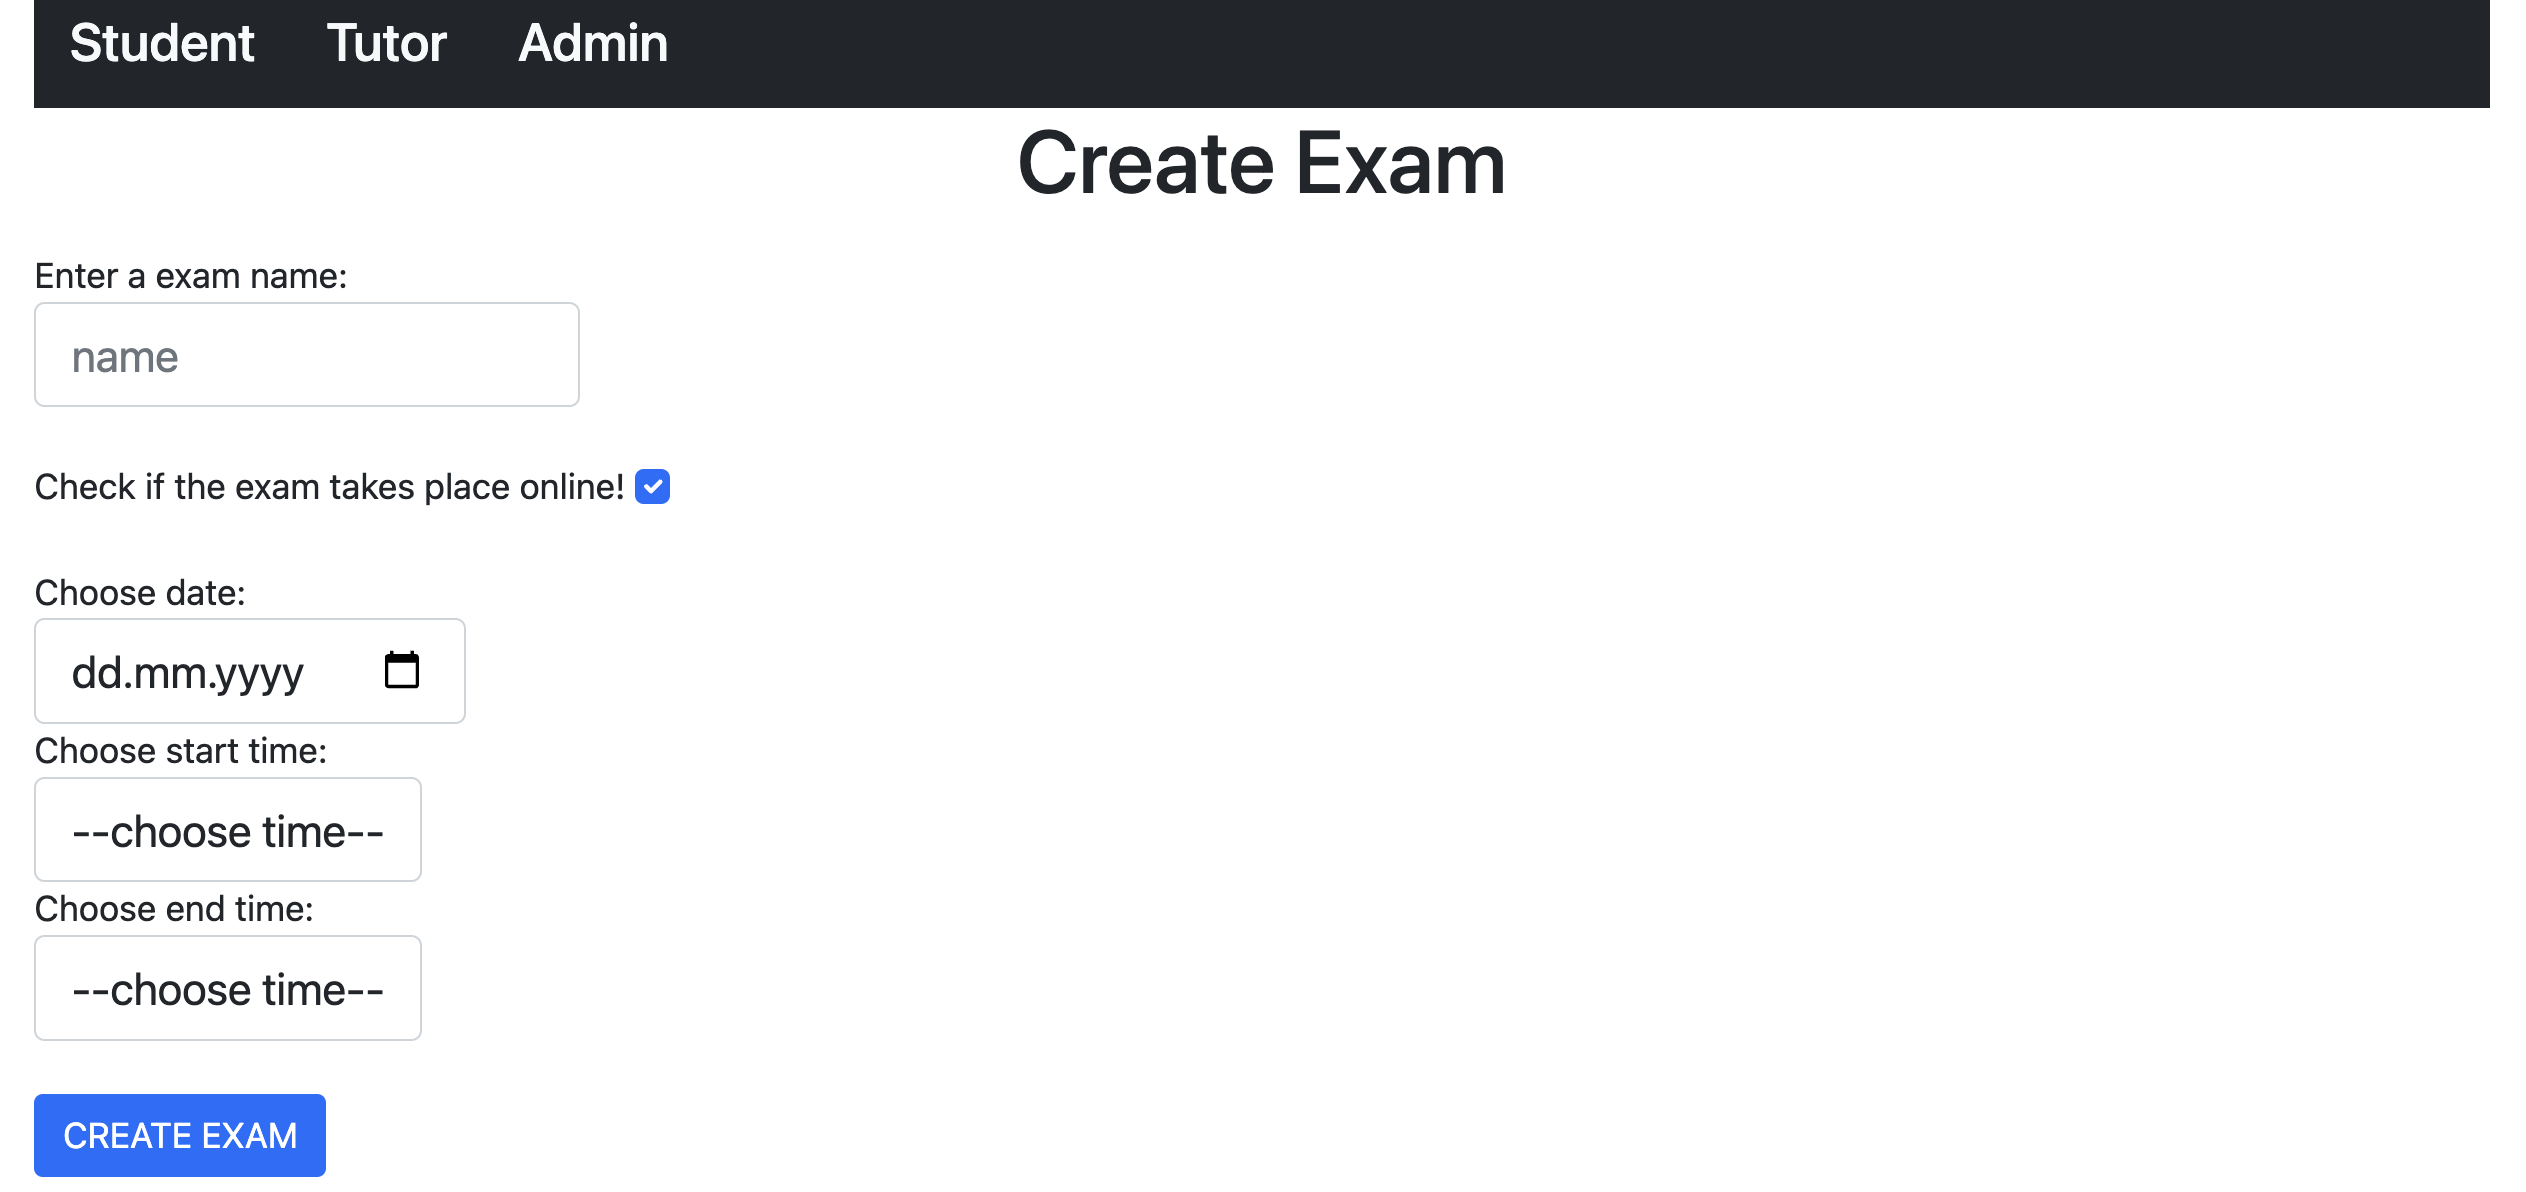 Student Tutor Admin
Create Exam
Enter a exam name:
name
Check if the exam takes place online!
Choose date:
dd.mm.yyyy
Choose start time:
--choose time--
Choose end time:
--choose time--
CREATE EXAM